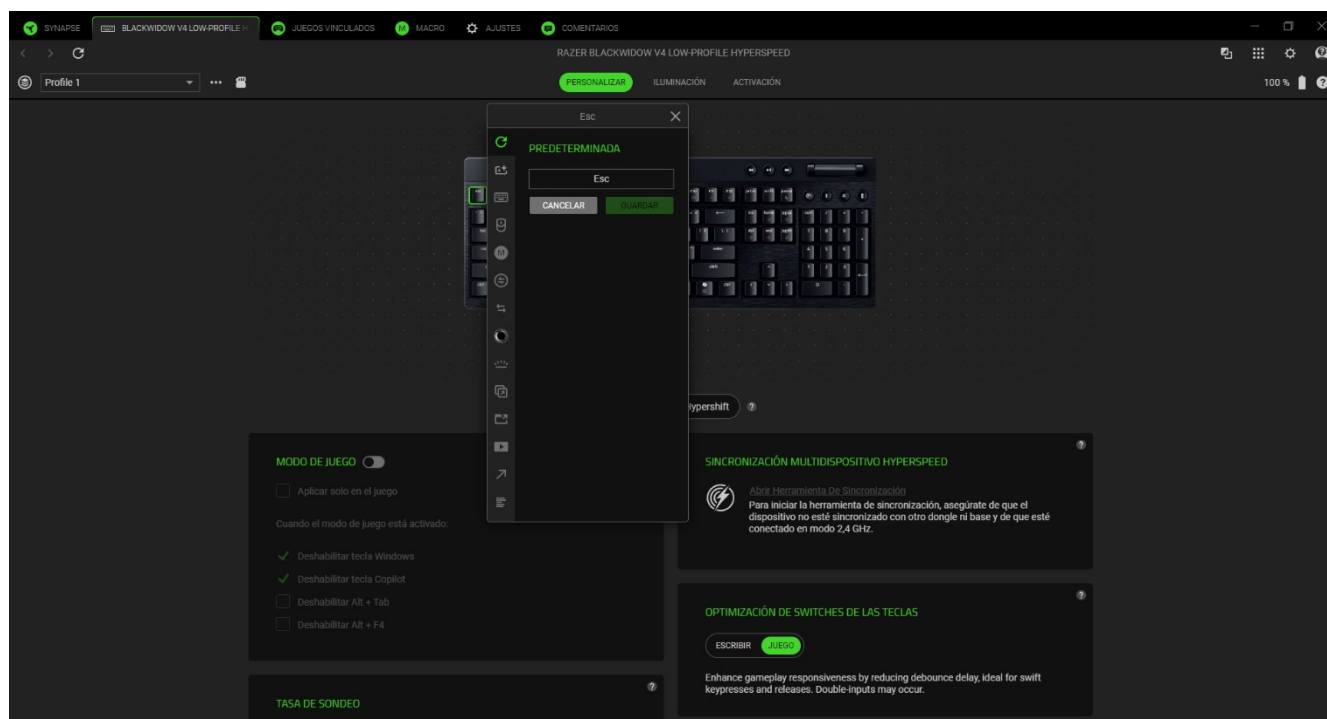 SYNAPSE
BLACKWIDOW V4 LOW-PROFILE H
JUEGOS VINCULADOS
MACRO
AJUSTES
COMENTARIOS
RAZER BLACKWIDOW V4 LOW-PROFILE HYPERSPEED
Profile 1
PERSONALIZAR
ILUMINACIÓN
ACTIVACIÓN
100 %
Esc
PREDETERMINADA
Esc
CANCELAR
GUARDAR
Hypershift
MODO DE JUEGO
Aplicar solo en el juego
Cuando el modo de juego está activado:
Deshabilitar tecla Windows
Deshabilitar tecla Copilot
Deshabilitar Alt + Tab
Deshabilitar Alt + F4
TASA DE SONDEO
SINCRONIZACIÓN MULTIDISPOSITIVO HYPERSPEED
Abrir Herramienta De Sincronización
Para iniciar la herramienta de sincronización, asegúrate de que el
dispositivo no esté sincronizado con otro dongle ni base y de que esté
conectado en modo 2,4 GHz.
OPTIMIZACIÓN DE SWITCHES DE LAS TECLAS
ESCRIBIR
JUEGO
Enhance gameplay responsiveness by reducing debounce delay, ideal for swift
keypresses and releases. Double-inputs may occur.